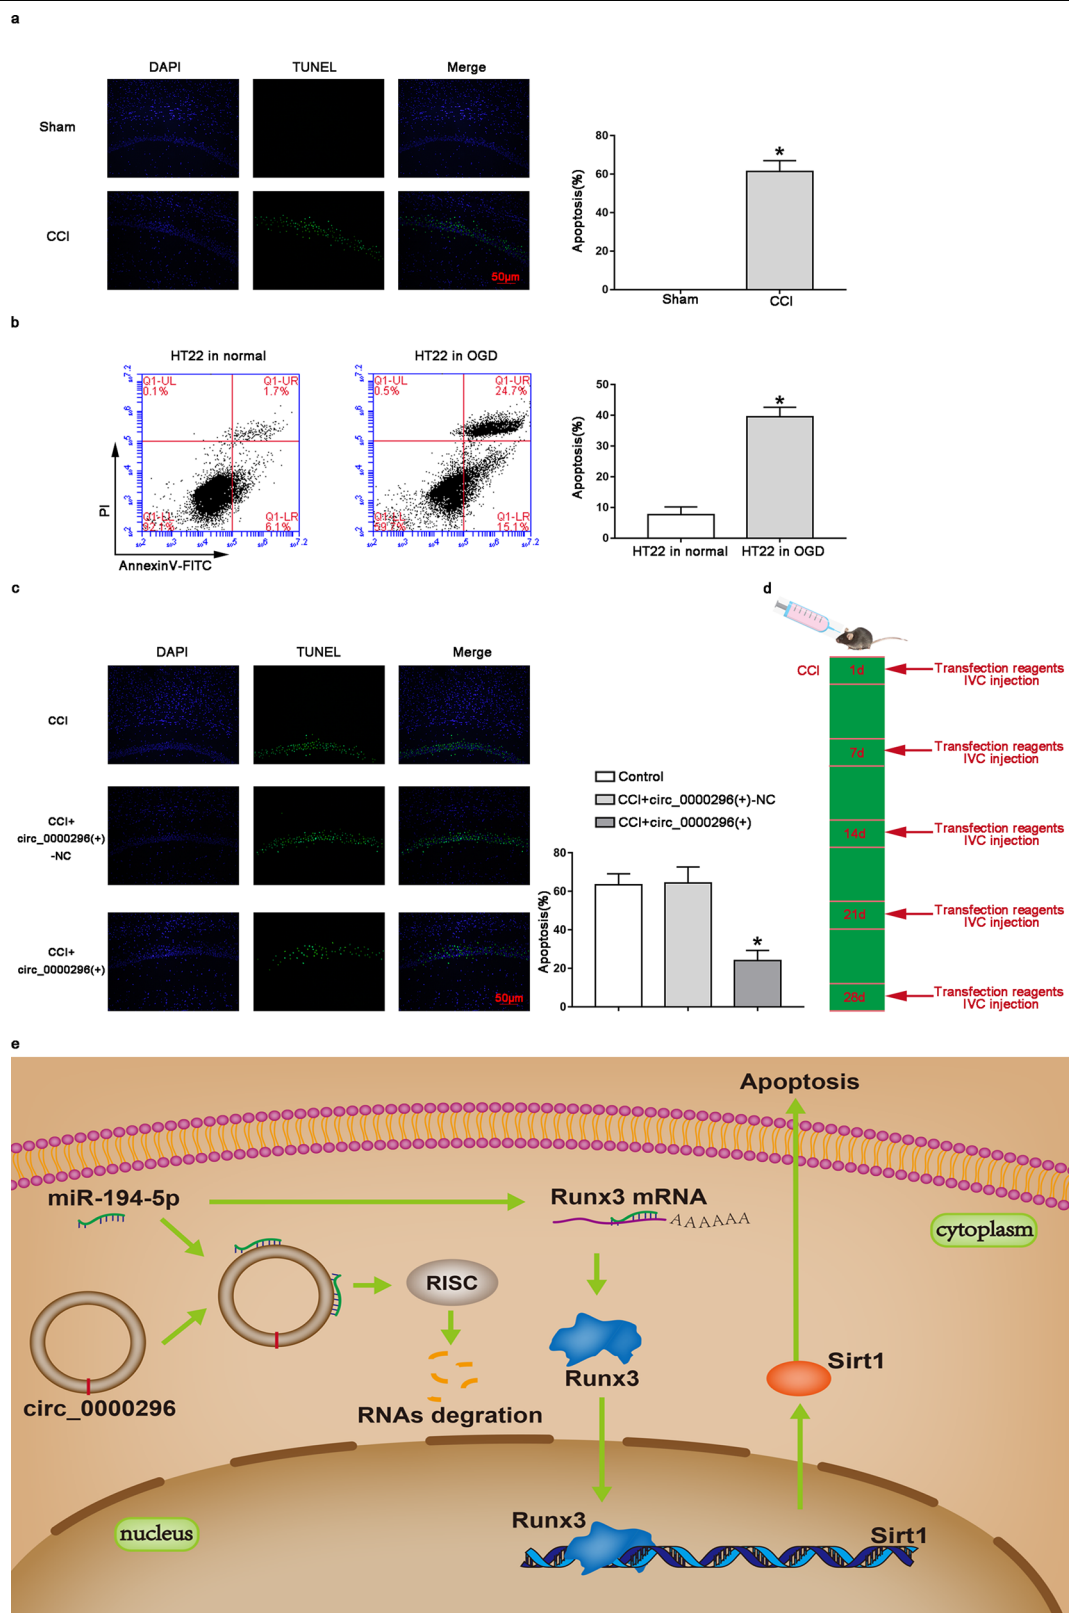 a
DAPI TUNEL Merge
Sham
CCI
50μm
80
60
40
20
0
Apoptosis(%)
*
Sham CCI
b
HT22 in normal HT22 in OGD
Q1-UL Q1-UR
0.1% 1.7%
Q1-LR
6.1%
Q1-UL Q1-UR
0.5% 24.7%
Q1-LR
15.1%
PI
AnnexinV-FITC
50
40
30
20
10
0
Apoptosis(%)
*
HT22 in normal HT22 in OGD
c
DAPI TUNEL Merge
CCI
CCI+
circ_0000296(+)
-NC
CCI+
circ_0000296(+)
50μm
Control
CCI+circ_0000296(+)-NC
CCI+circ_0000296(+)
80
60
40
20
0
Apoptosis(%)
*
d
CCI 1d Transfection reagents
IVC injection
7d Transfection reagents
IVC injection
14d Transfection reagents
IVC injection
21d Transfection reagents
IVC injection
28d Transfection reagents
IVC injection
e
Apoptosis
miR-194-5p Runx3 mRNA
AAAAAA
cytoplasm
RISC
Sirt1
Runx3
circ_0000296
RNAs degration
nucleus
Runx3
Sirt1